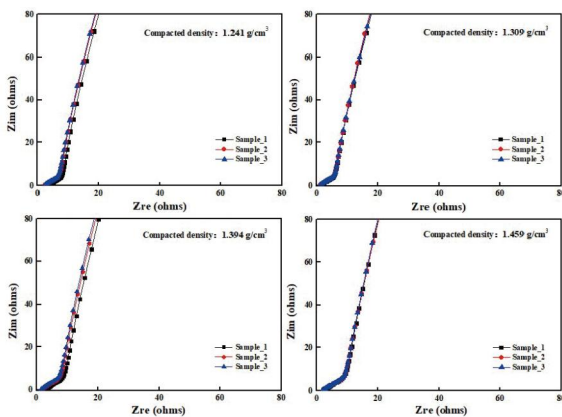 80
60
40
20
0
Zim (ohms)
Compacted density：1.241 g/cm³
Sample_1
Sample_2
Sample_3
0 20 40 60 80
Zre (ohms)
80
60
40
20
0
Zim (ohms)
Compacted density：1.309 g/cm³
Sample_1
Sample_2
Sample_3
0 20 40 60 80
Zre (ohms)
80
60
40
20
0
Zim (ohms)
Compacted density：1.394 g/cm³
Sample_1
Sample_2
Sample_3
0 20 40 60 80
Zre (ohms)
80
60
40
20
0
Zim (ohms)
Compacted density：1.459 g/cm³
Sample_1
Sample_2
Sample_3
0 20 40 60 80
Zre (ohms)